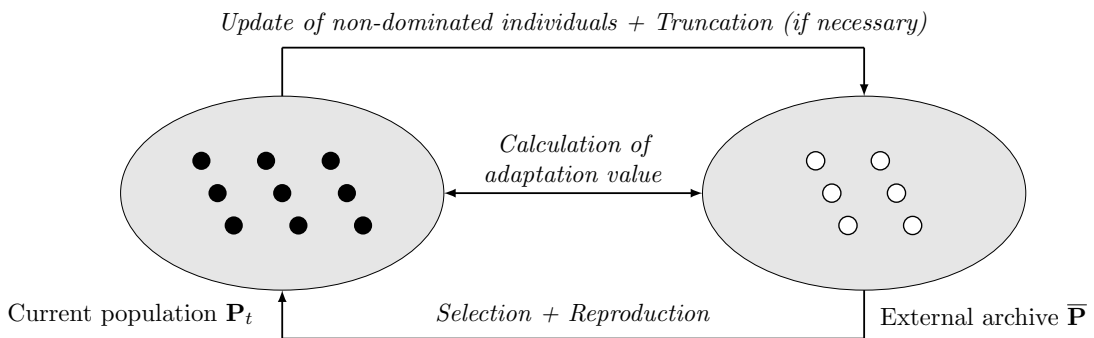 Update of non-dominated individuals + Truncation (if necessary)
Calculation of
adaptation value
Current population P_t
Selection + Reproduction
External archive P̅